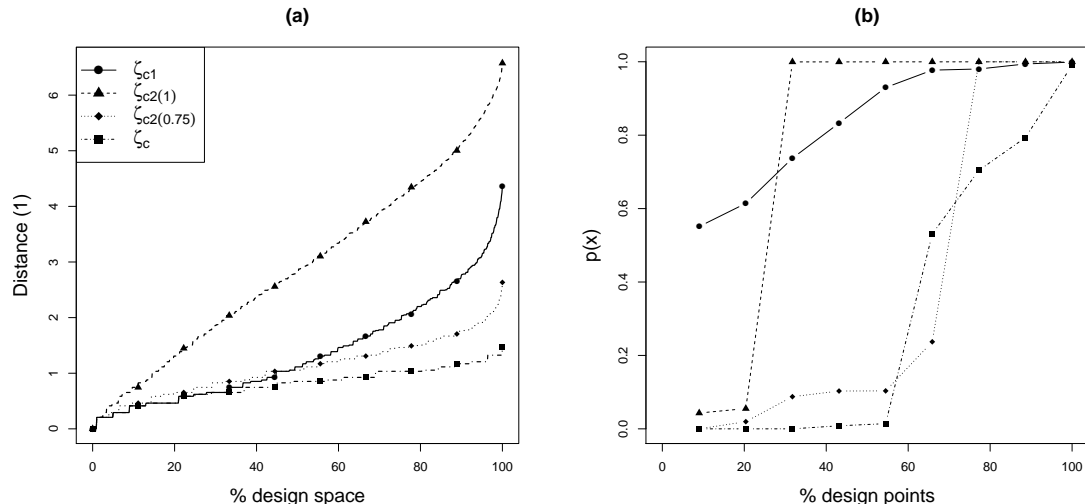 (a)
Distance (1)
6
5
4
3
2
1
0
ζc1
ζc2(1)
ζc2(0.75)
ζc
0 20 40 60 80 100
% design space
(b)
p(x)
1.0
0.8
0.6
0.4
0.2
0.0
0 20 40 60 80 100
% design points